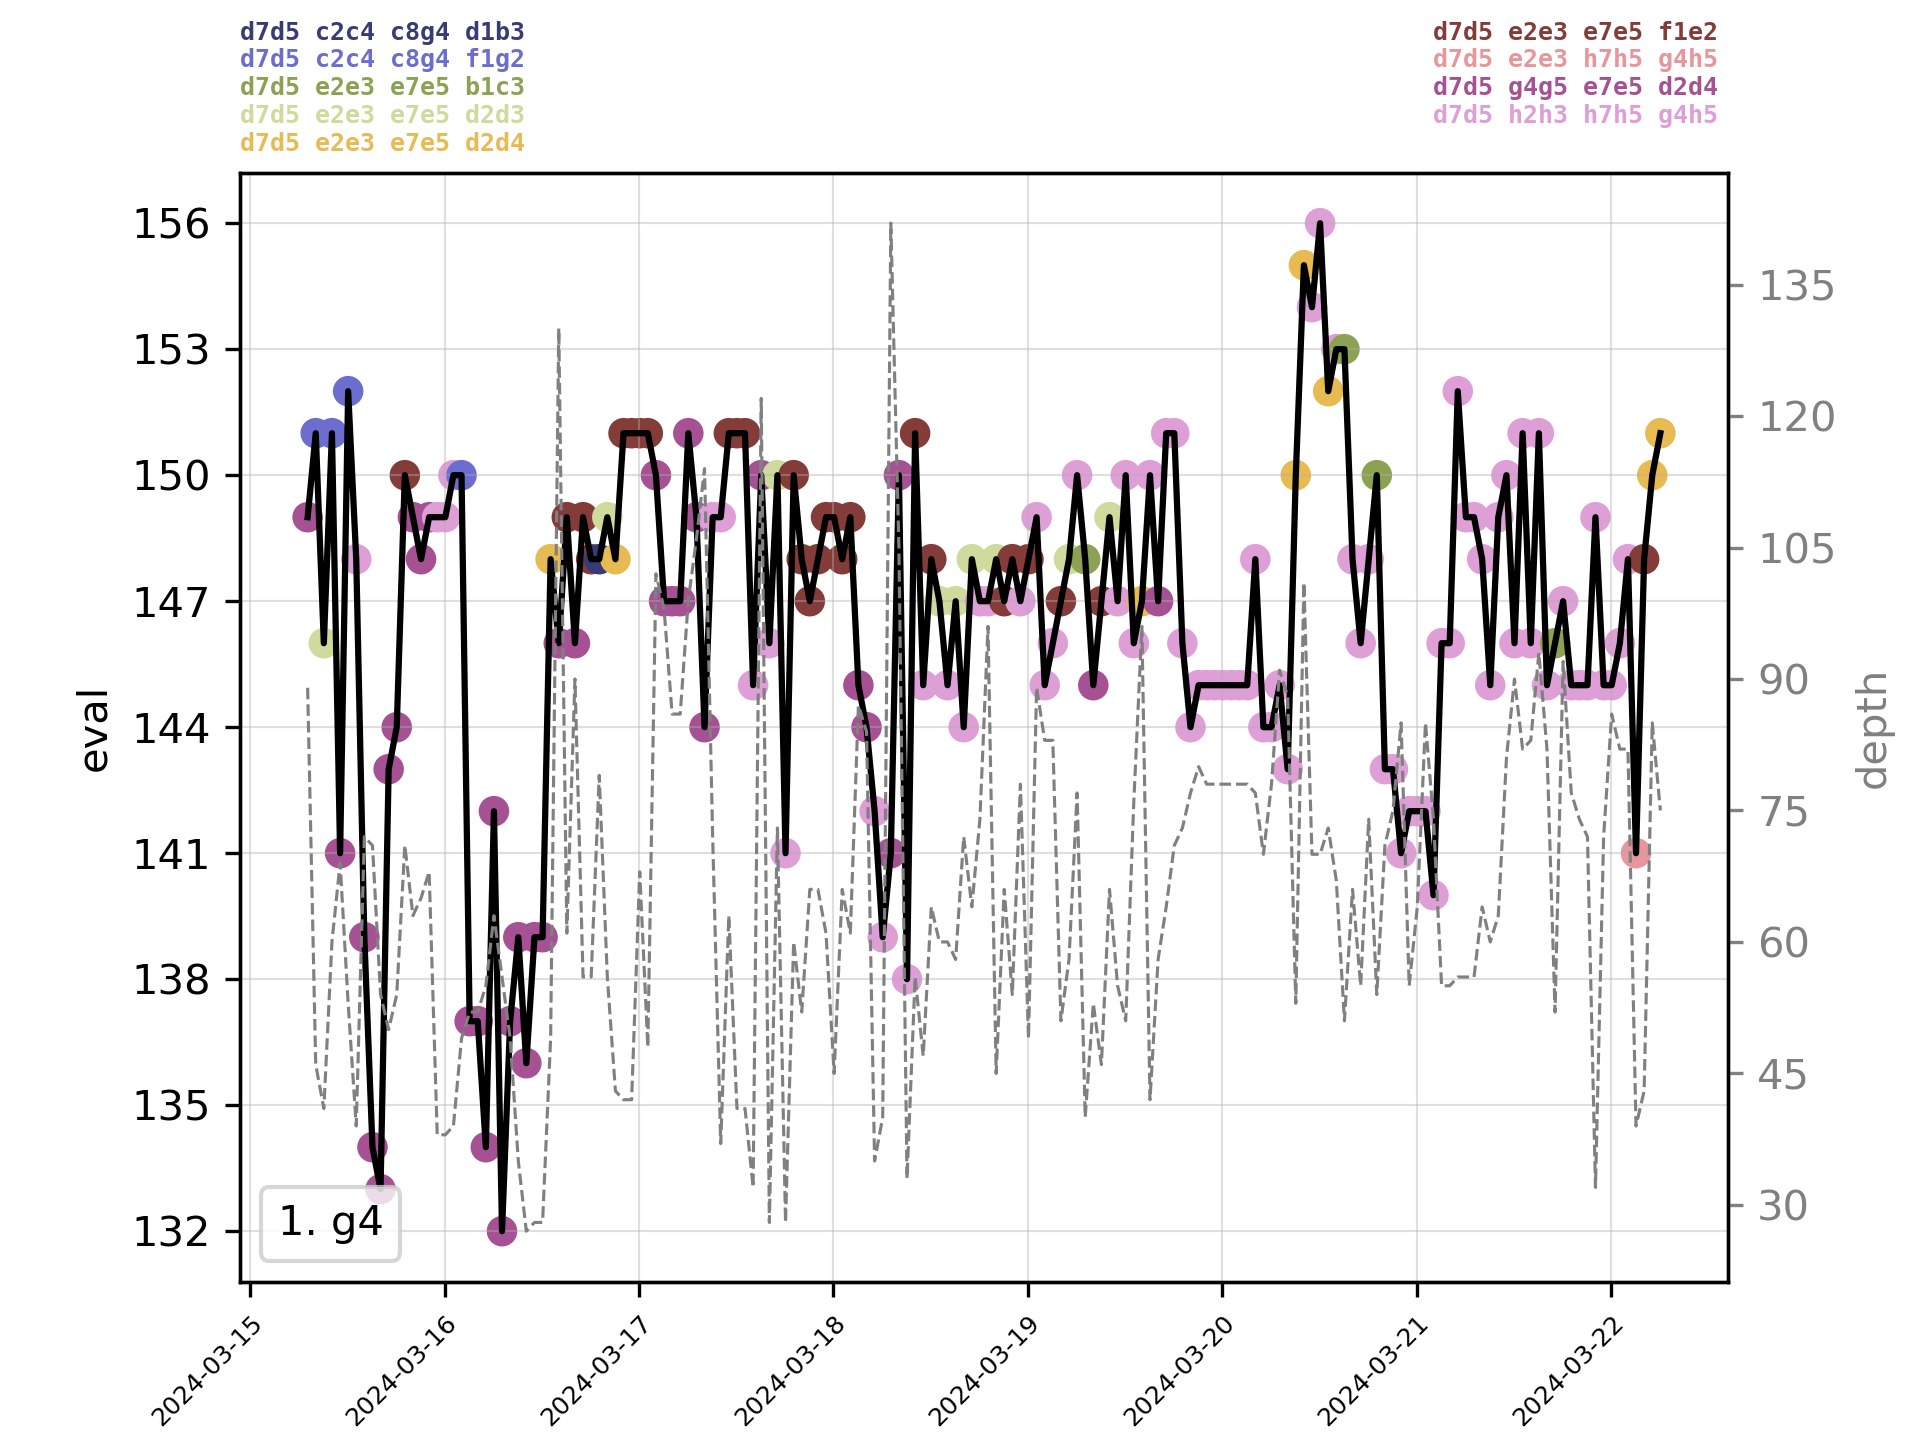 d7d5 c2c4 c8g4 d1b3
d7d5 c2c4 c8g4 f1g2
d7d5 e2e3 e7e5 b1c3
d7d5 e2e3 e7e5 d2d3
d7d5 e2e3 e7e5 d2d4
d7d5 e2e3 e7e5 f1e2
d7d5 e2e3 h7h5 g4h5
d7d5 g4g5 e7e5 d2d4
d7d5 h2h3 h7h5 g4h5
156
153
150
147
144
141
138
135
132
eval
135
120
105
90
75
60
45
30
depth
1. g4
2024-03-15
2024-03-16
2024-03-17
2024-03-18
2024-03-19
2024-03-20
2024-03-21
2024-03-22